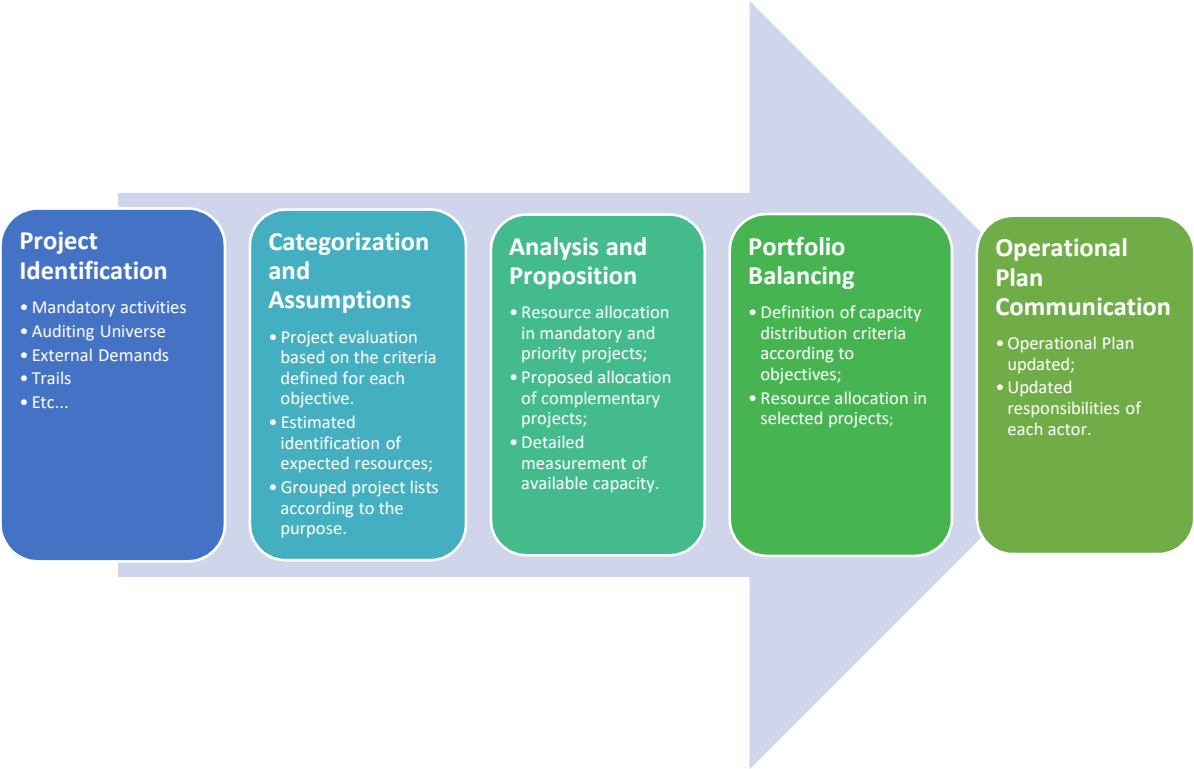 Project
Identification
• Mandatory activities
• Auditing Universe
• External Demands
• Trails
• Etc...
Categorization
and
Assumptions
• Project evaluation
based on the criteria
defined for each
objective.
• Estimated
identification of
expected resources;
• Grouped project lists
according to the
purpose.
Analysis and
Proposition
• Resource allocation
in mandatory and
priority projects;
• Proposed allocation
of complementary
projects;
• Detailed
measurement of
available capacity.
Portfolio
Balancing
• Definition of capacity
distribution criteria
according to
objectives;
• Resource allocation in
selected projects;
Operational
Plan
Communication
• Operational Plan
updated;
• Updated
responsibilities of
each actor.